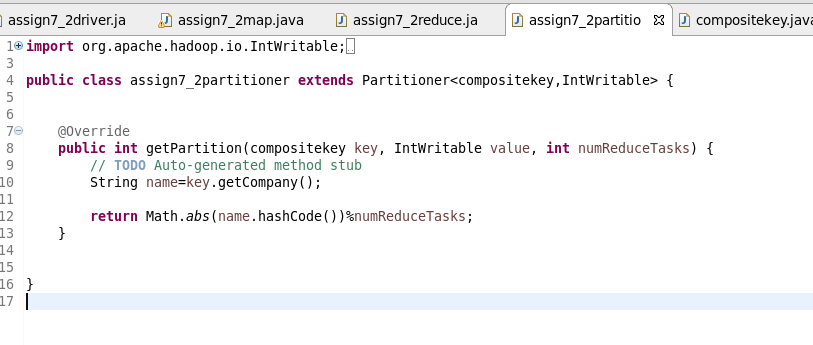 assign7_2driver.ja assign7_2map.java assign7_2reduce.ja assign7_2partitio compositekey.java
1 import org.apache.hadoop.io.IntWritable;
3
4 public class assign7_2partitioner extends Partitioner<compositekey,IntWritable> {
5
6
7 @Override
8 public int getPartition(compositekey key, IntWritable value, int numReduceTasks) {
9 // TODO Auto-generated method stub
10 String name=key.getCompany();
11
12 return Math.abs(name.hashCode())%numReduceTasks;
13 }
14
15
16 }
17